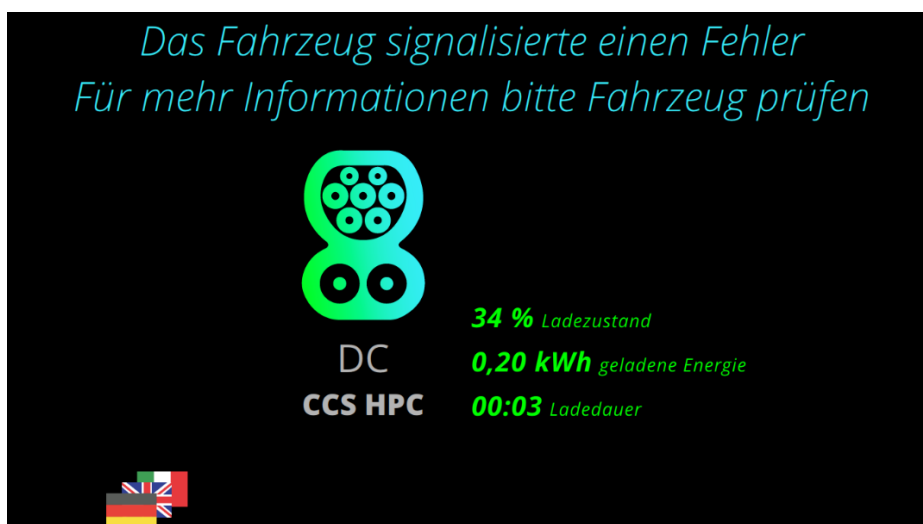 Das Fahrzeug signalisierte einen Fehler
Für mehr Informationen bitte Fahrzeug prüfen
34 % Ladezustand
DC
0,20 kWh geladene Energie
CCS HPC
00:03 Ladedauer